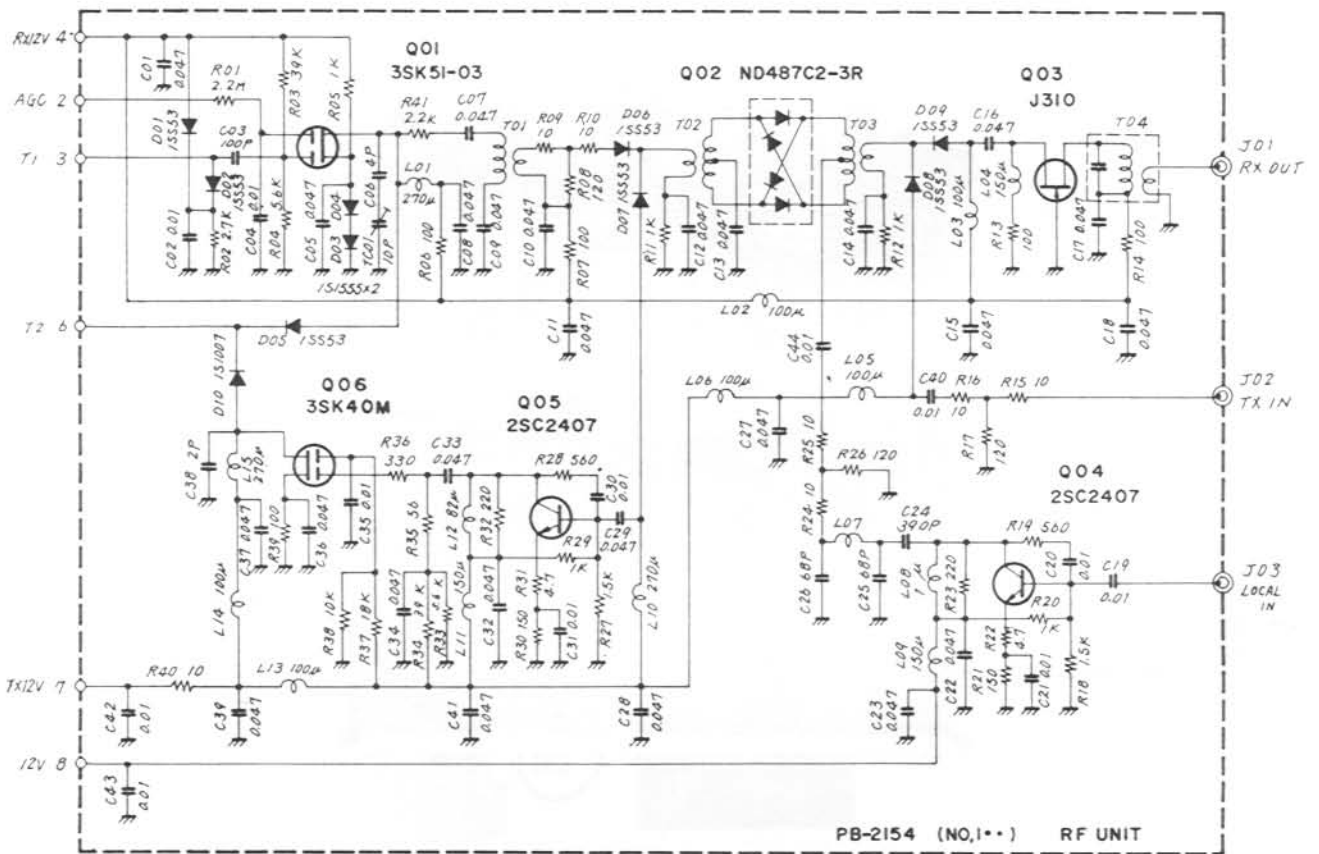 RX12V 4
AGC 2
T1 3
T2 6
TX12V 7
12V 8
C01 0.047
R01 2.2M
D01 1SS53
C03 100P
D02 1SS53
C02 0.01
R02 2.7K
C04 0.01
R03 39K
R04 5.6K
R05 1K
Q01
3SK51-03
C05 0.047
D04
D03
1S1555x2
C06 4P
TC01 10P
R41 2.2K
C07 0.047
L01 270μ
R06 100
C08 0.047
C09 0.047
T01
R09 10
R10 10
R08 120
C10 0.047
R07 100
C11 0.047
D06 1SS53
D07 1SS53
Q02 ND487C2-3R
T02
R11 1K
C12 0.047
C13 0.047
T03
C14 0.047
R12 1K
D09 1SS53
D08 1SS53
C16 0.047
L03 100μ
L04 150μ
R13 100
Q03
J310
T04
C17 0.047
R14 100
J01
RX OUT
L02 100μ
C15 0.047
C18 0.047
D05 1SS53
D10 1S1007
Q06
3SK40M
C38 2P
L15 270μ
C37 0.047
R39 100
C36 0.047
C35 0.01
L14 100μ
R36 330
C33 0.047
R35 56
L12 82μ
R32 220
Q05
2SC2407
R28 560
C30 0.01
C29 0.047
R29 1K
R31 4.7
R38 10K
R37 18K
C34 0.047
R34 39K
R33 5.6K
L11 150μ
C32 0.047
R30 150
C31 0.01
R27 1.5K
L10 270μ
L06 100μ
C27 0.047
L05 100μ
C44 0.01
C40 0.01
R16 10
R15 10
R17 120
J02
TX IN
R25 10
R26 120
R24 10
L07
C24 390P
C26 68P
C25 68P
L08 1μ
R23 220
Q04
2SC2407
R19 560
C20 0.01
C19 0.01
J03
LOCAL IN
R20 1K
R22 4.7
L09 150μ
C22 0.047
R21 150
C21 0.01
R18 1.5K
C23 0.047
R40 10
L13 100μ
C42 0.01
C39 0.047
C41 0.047
C28 0.047
C43 0.01
PB-2154 (NO,1••) RF UNIT